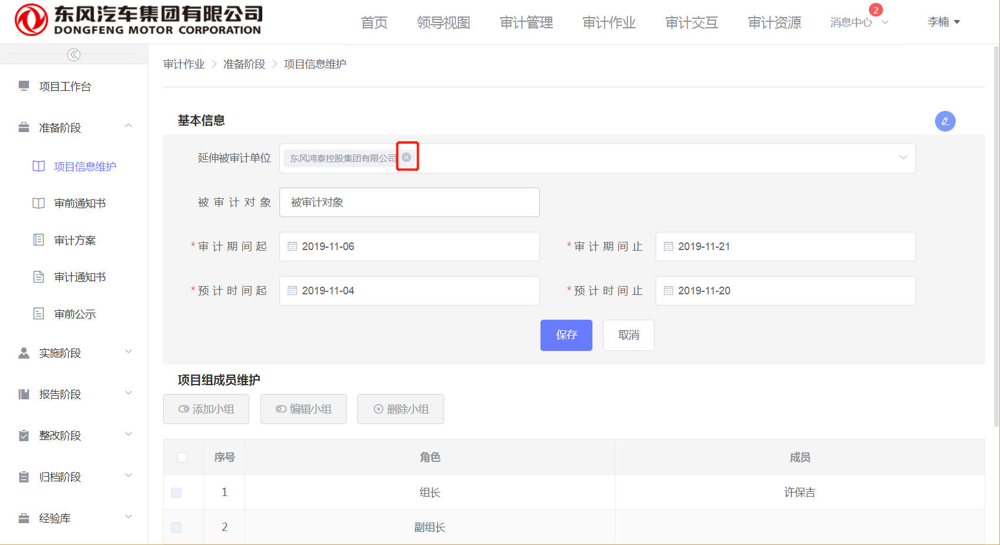 东风汽车集团有限公司
DONGFENG MOTOR CORPORATION
首页 领导视图 审计管理 审计作业 审计交互 审计资源 消息中心 2 李楠
审计作业 > 准备阶段 > 项目信息维护
项目工作台
准备阶段
项目信息维护
审前通知书
审计方案
审计通知书
审前公示
实施阶段
报告阶段
整改阶段
归档阶段
经验库
基本信息
延伸被审计单位 东风鸿泰控股集团有限公司
被审计对象 被审计对象
*审计期间起 2019-11-06 *审计期间止 2019-11-21
*预计时间起 2019-11-04 *预计时间止 2019-11-20
保存 取消
项目组成员维护
添加小组 编辑小组 删除小组
序号 角色 成员
1 组长 许保吉
2 副组长